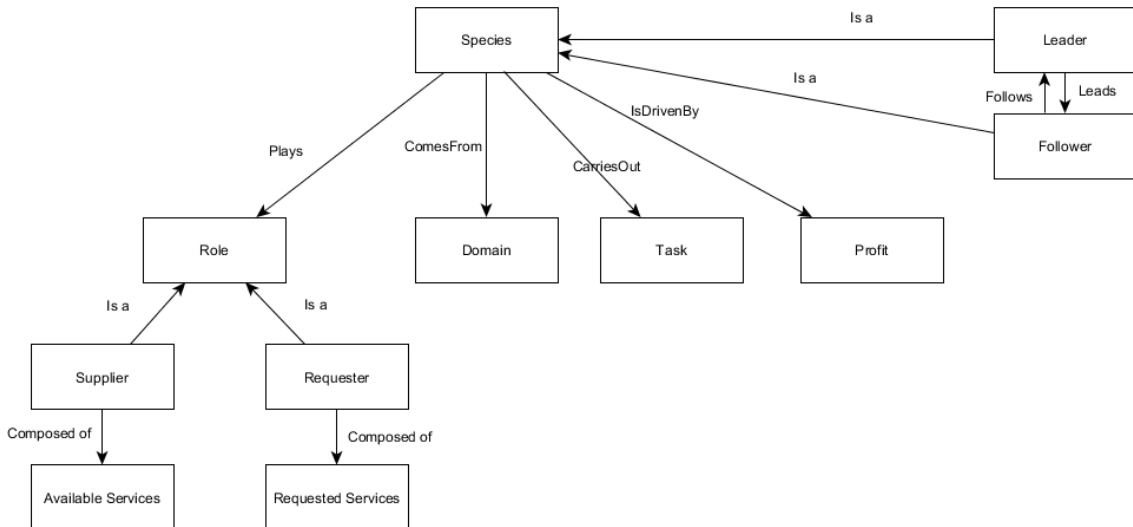 Is a
Species
Leader
Is a
Follows
Leads
IsDrivenBy
ComesFrom
Follower
Plays
CarriesOut
Role
Domain
Task
Profit
Is a
Is a
Supplier
Requester
Composed of
Composed of
Available Services
Requested Services